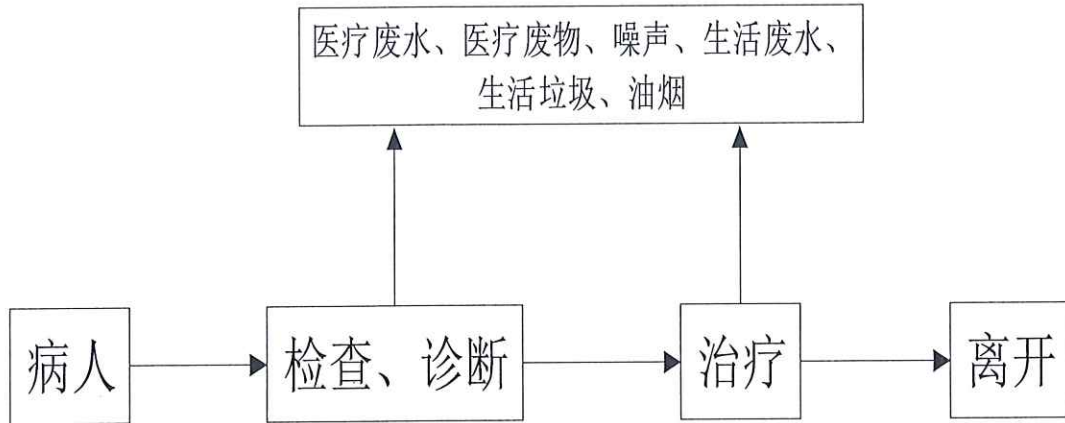 医疗废水、医疗废物、噪声、生活废水、
生活垃圾、油烟
病人
检查、诊断
治疗
离开